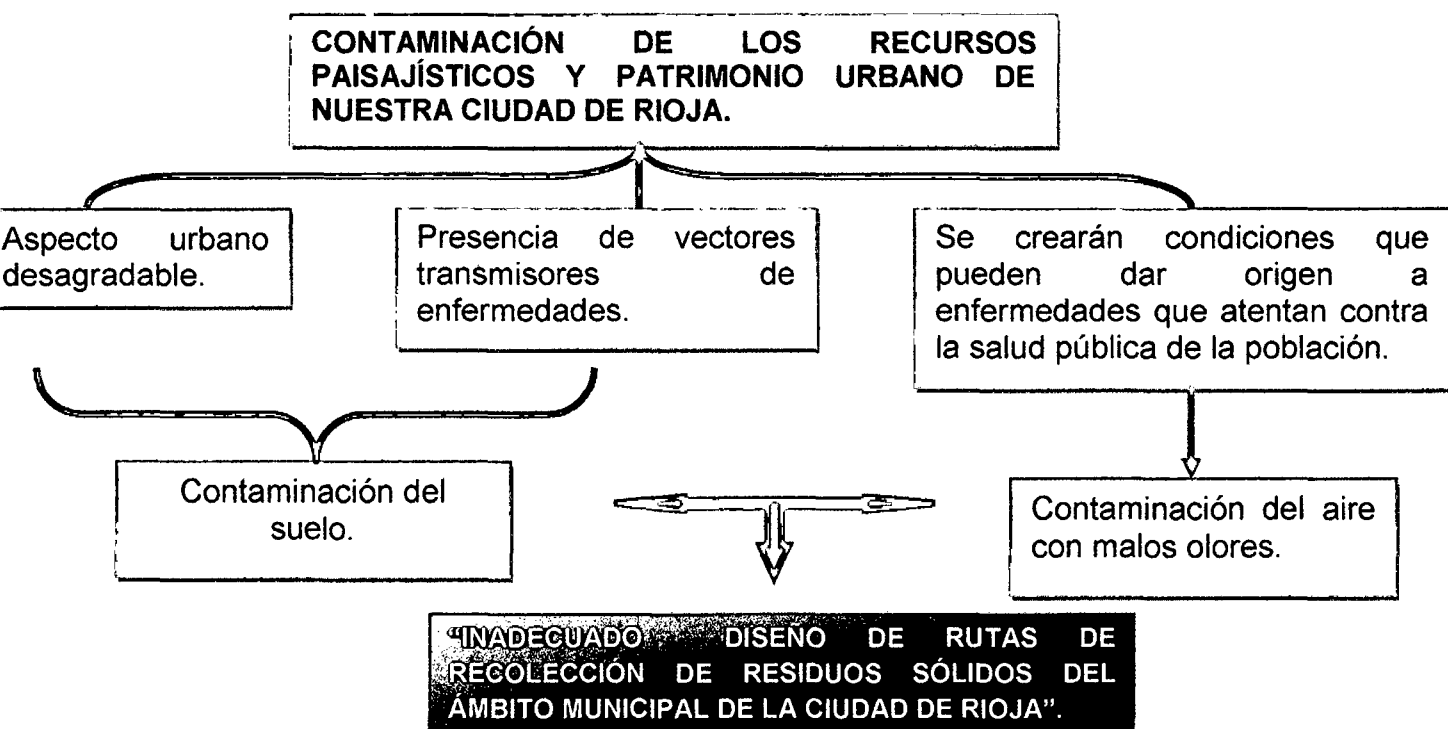 CONTAMINACIÓN DE LOS RECURSOS
PAISAJÍSTICOS Y PATRIMONIO URBANO DE
NUESTRA CIUDAD DE RIOJA.
Aspecto urbano
desagradable.
Presencia de vectores
transmisores de
enfermedades.
Se crearán condiciones que
pueden dar origen a
enfermedades que atentan contra
la salud pública de la población.
Contaminación del
suelo.
Contaminación del aire
con malos olores.
“INADECUADO DISEÑO DE RUTAS DE
RECOLECCIÓN DE RESIDUOS SÓLIDOS DEL
ÁMBITO MUNICIPAL DE LA CIUDAD DE RIOJA”.